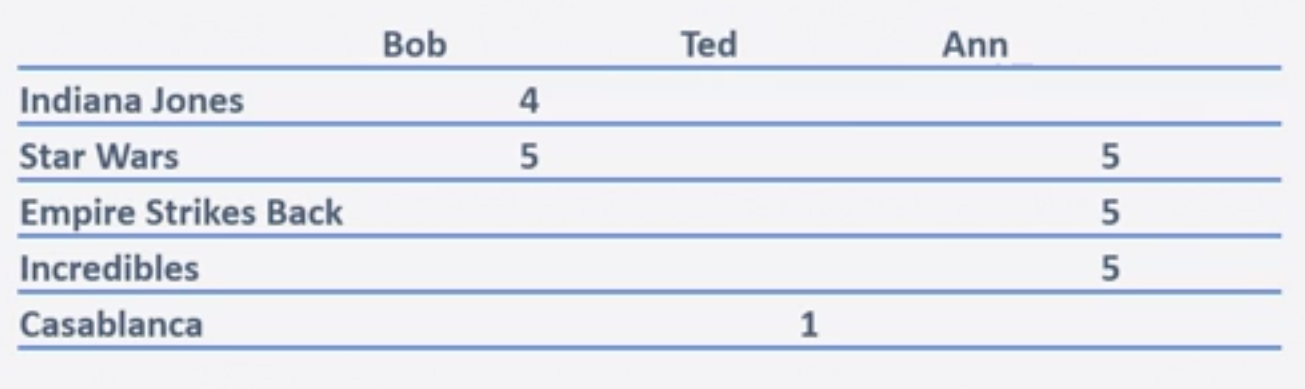 Bob Ted Ann
Indiana Jones 4
Star Wars 5 5
Empire Strikes Back 5
Incredibles 5
Casablanca 1